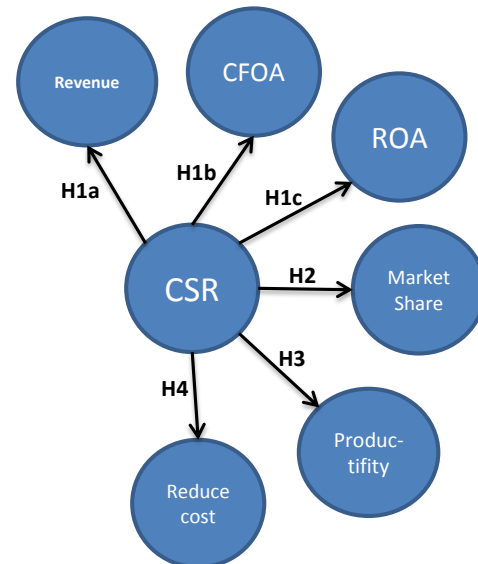 Revenue
CFOA
ROA
H1a
H1b
H1c
CSR
H2
Market
Share
H3
H4
Produc-
tifity
Reduce
cost